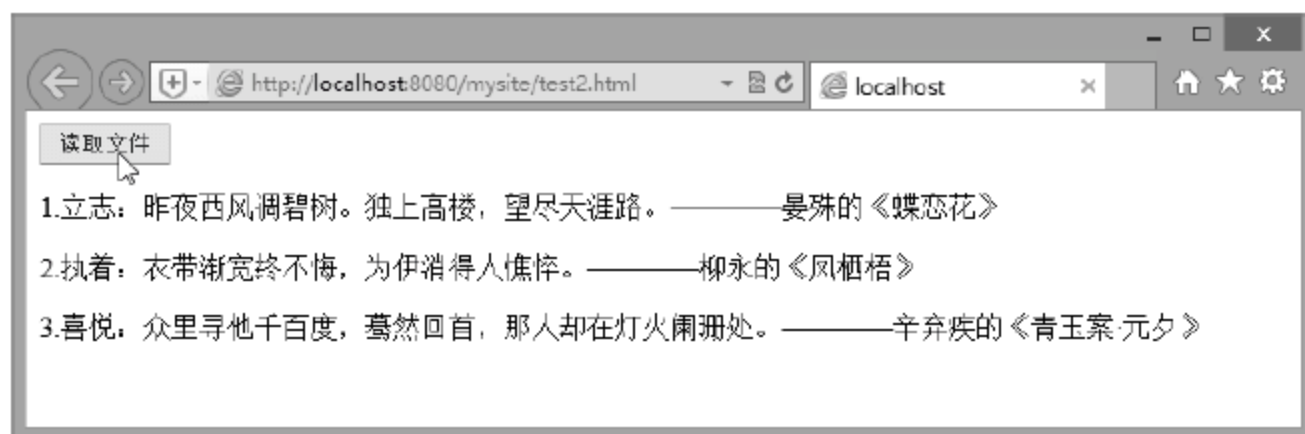 http://localhost:8080/mysite/test2.html
localhost
读取文件
1.立志：昨夜西风凋碧树。独上高楼，望尽天涯路。————晏殊的《蝶恋花》
2.执着：衣带渐宽终不悔，为伊消得人憔悴。————柳永的《凤栖梧》
3.喜悦：众里寻他千百度，蓦然回首，那人却在灯火阑珊处。————辛弃疾的《青玉案·元夕》